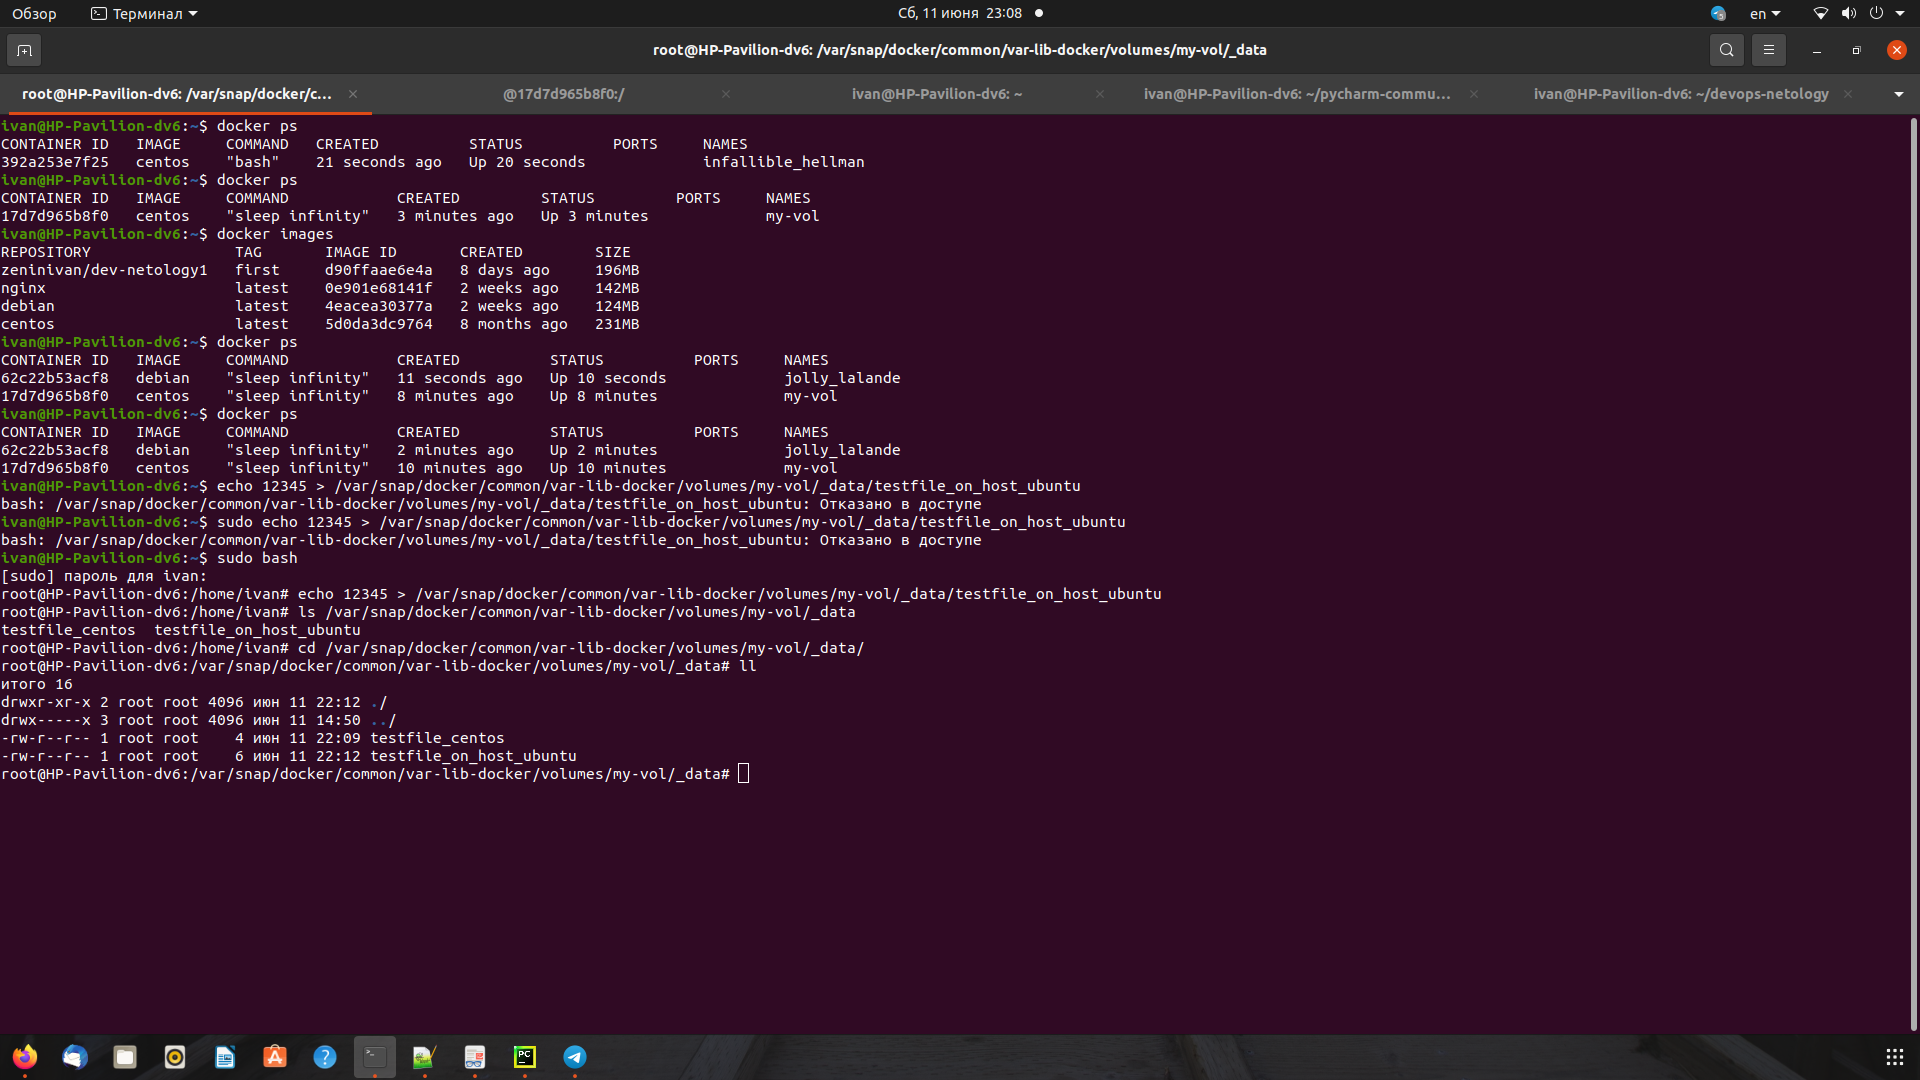 Обзор
Терминал
Сб, 11 июня 23:08
en
root@HP-Pavilion-dv6: /var/snap/docker/common/var-lib-docker/volumes/my-vol/_data
root@HP-Pavilion-dv6: /var/snap/docker/c...
@17d7d965b8f0:/
ivan@HP-Pavilion-dv6: ~
ivan@HP-Pavilion-dv6: ~/pycharm-commu...
ivan@HP-Pavilion-dv6: ~/devops-netology
ivan@HP-Pavilion-dv6:~$ docker ps
CONTAINER ID   IMAGE     COMMAND   CREATED          STATUS          PORTS     NAMES
392a253e7f25   centos    "bash"    21 seconds ago   Up 20 seconds             infallible_hellman
ivan@HP-Pavilion-dv6:~$ docker ps
CONTAINER ID   IMAGE     COMMAND            CREATED         STATUS         PORTS     NAMES
17d7d965b8f0   centos    "sleep infinity"   3 minutes ago   Up 3 minutes             my-vol
ivan@HP-Pavilion-dv6:~$ docker images
REPOSITORY                TAG       IMAGE ID       CREATED        SIZE
zeninivan/dev-netology1   first     d90ffaae6e4a   8 days ago     196MB
nginx                     latest    0e901e68141f   2 weeks ago    142MB
debian                    latest    4eacea30377a   2 weeks ago    124MB
centos                    latest    5d0da3dc9764   8 months ago   231MB
ivan@HP-Pavilion-dv6:~$ docker ps
CONTAINER ID   IMAGE     COMMAND            CREATED          STATUS          PORTS     NAMES
62c22b53acf8   debian    "sleep infinity"   11 seconds ago   Up 10 seconds             jolly_lalande
17d7d965b8f0   centos    "sleep infinity"   8 minutes ago    Up 8 minutes              my-vol
ivan@HP-Pavilion-dv6:~$ docker ps
CONTAINER ID   IMAGE     COMMAND            CREATED          STATUS          PORTS     NAMES
62c22b53acf8   debian    "sleep infinity"   2 minutes ago    Up 2 minutes              jolly_lalande
17d7d965b8f0   centos    "sleep infinity"   10 minutes ago   Up 10 minutes             my-vol
ivan@HP-Pavilion-dv6:~$ echo 12345 > /var/snap/docker/common/var-lib-docker/volumes/my-vol/_data/testfile_on_host_ubuntu
bash: /var/snap/docker/common/var-lib-docker/volumes/my-vol/_data/testfile_on_host_ubuntu: Отказано в доступе
ivan@HP-Pavilion-dv6:~$ sudo echo 12345 > /var/snap/docker/common/var-lib-docker/volumes/my-vol/_data/testfile_on_host_ubuntu
bash: /var/snap/docker/common/var-lib-docker/volumes/my-vol/_data/testfile_on_host_ubuntu: Отказано в доступе
ivan@HP-Pavilion-dv6:~$ sudo bash
[sudo] пароль для ivan:
root@HP-Pavilion-dv6:/home/ivan# echo 12345 > /var/snap/docker/common/var-lib-docker/volumes/my-vol/_data/testfile_on_host_ubuntu
root@HP-Pavilion-dv6:/home/ivan# ls /var/snap/docker/common/var-lib-docker/volumes/my-vol/_data
testfile_centos  testfile_on_host_ubuntu
root@HP-Pavilion-dv6:/home/ivan# cd /var/snap/docker/common/var-lib-docker/volumes/my-vol/_data/
root@HP-Pavilion-dv6:/var/snap/docker/common/var-lib-docker/volumes/my-vol/_data# ll
итого 16
drwxr-xr-x 2 root root 4096 июн 11 22:12 ./
drwx-----x 3 root root 4096 июн 11 14:50 ../
-rw-r--r-- 1 root root    4 июн 11 22:09 testfile_centos
-rw-r--r-- 1 root root    6 июн 11 22:12 testfile_on_host_ubuntu
root@HP-Pavilion-dv6:/var/snap/docker/common/var-lib-docker/volumes/my-vol/_data#
PC